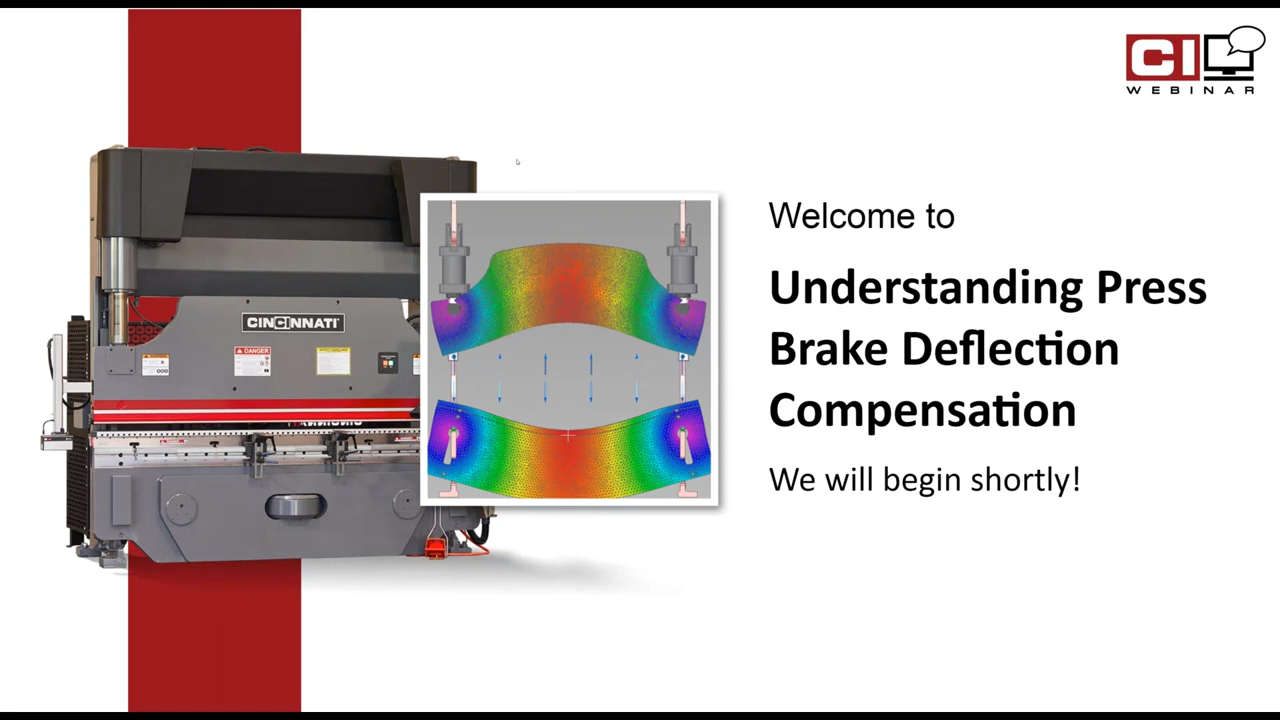 CI
WEBINAR
Welcome to
Understanding Press
Brake Deflection
Compensation
We will begin shortly!
CINCINNATI
DANGER